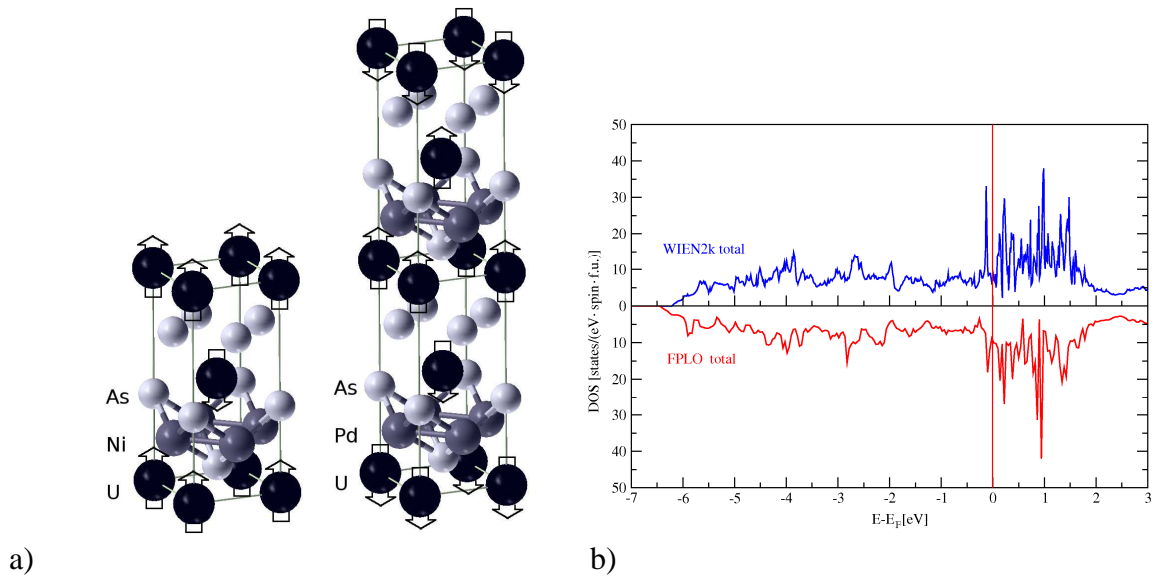 As
Ni
U
As
Pd
U
a)
50
40
30
20
10
0
10
20
30
40
50
DOS [states/(eV· spin· f.u.)]
WIEN2k total
FPLO total
-7 -6 -5 -4 -3 -2 -1 0 1 2 3
E-E_F[eV]
b)